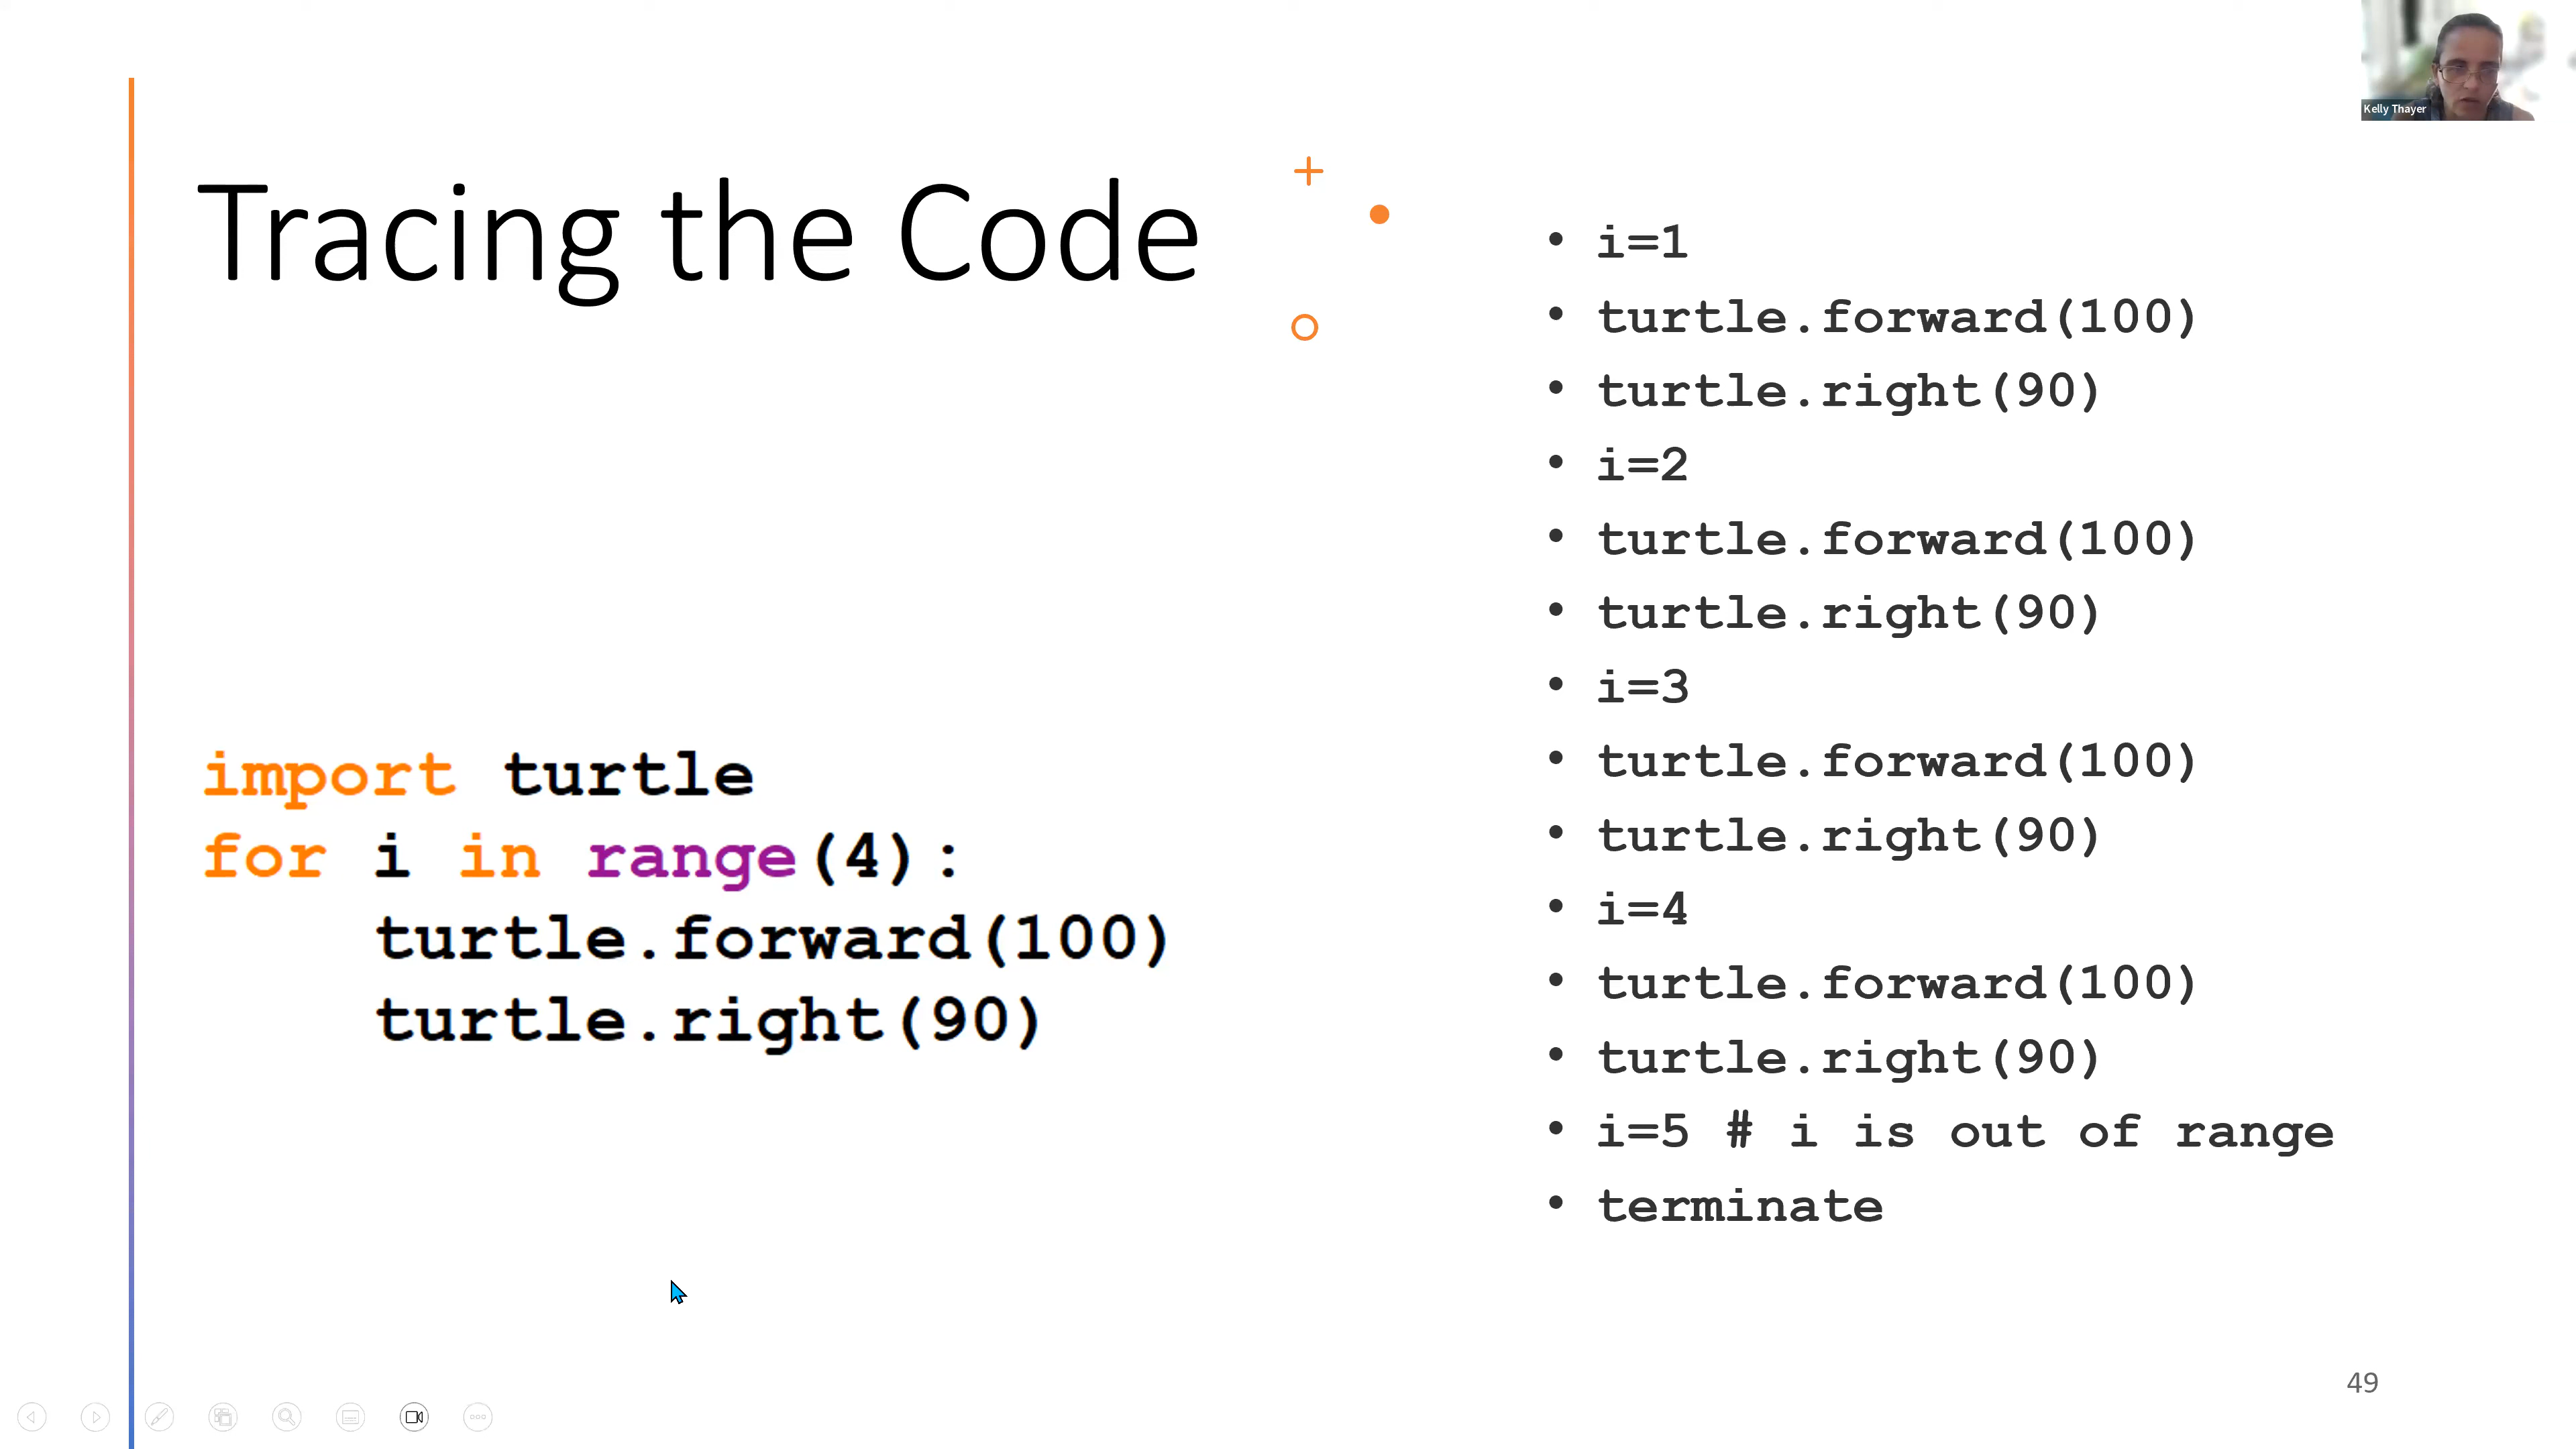 Kelly Thayer
Tracing the Code
import turtle
for i in range(4):
    turtle.forward(100)
    turtle.right(90)
• i=1
• turtle.forward(100)
• turtle.right(90)
• i=2
• turtle.forward(100)
• turtle.right(90)
• i=3
• turtle.forward(100)
• turtle.right(90)
• i=4
• turtle.forward(100)
• turtle.right(90)
• i=5 # i is out of range
• terminate
49